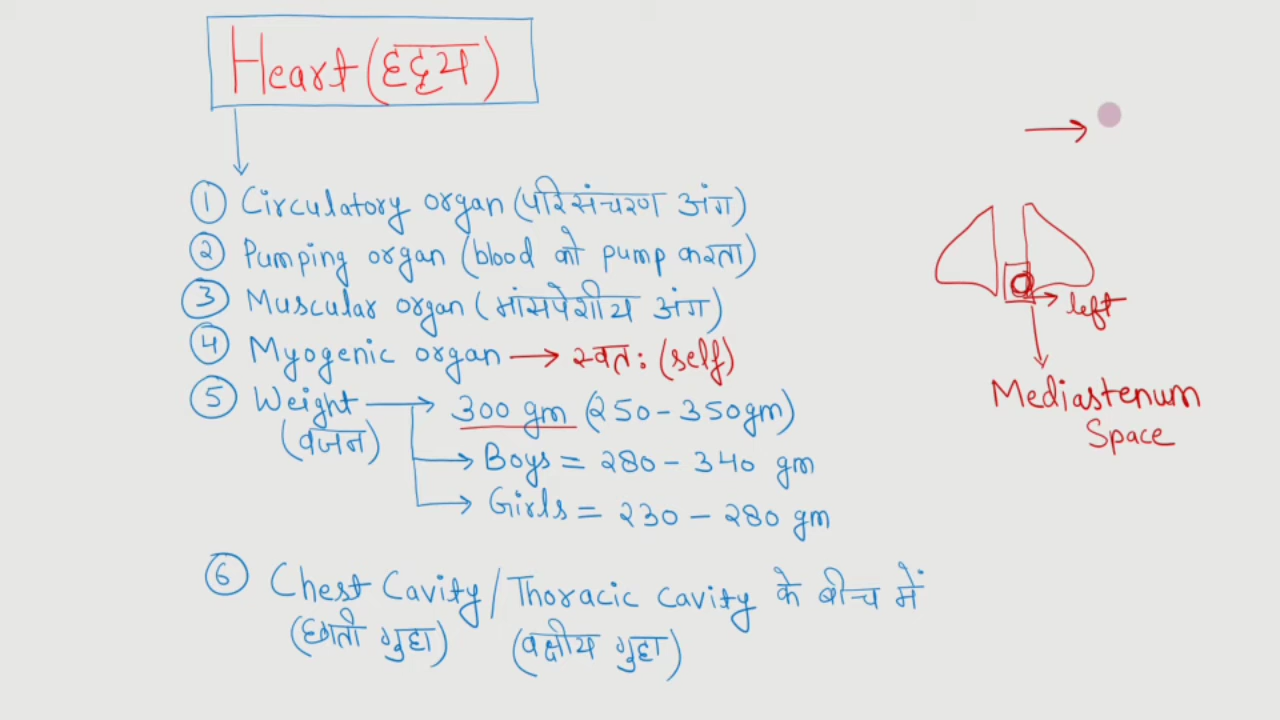 Heart (हृदय)
① Circulatory organ (परिसंचरण अंग)
② Pumping organ (blood को pump करता)
③ Muscular organ (मांसपेशीय अंग)
④ Myogenic organ → स्वतः (self)
⑤ Weight → 300 gm (250-350gm)
(वजन)
→ Boys = 280 - 340 gm
→ Girls = 230 - 280 gm
⑥ Chest Cavity / Thoracic cavity के बीच में
(छाती गुहा) (वक्षीय गुहा)
→ left
Mediastenum
Space